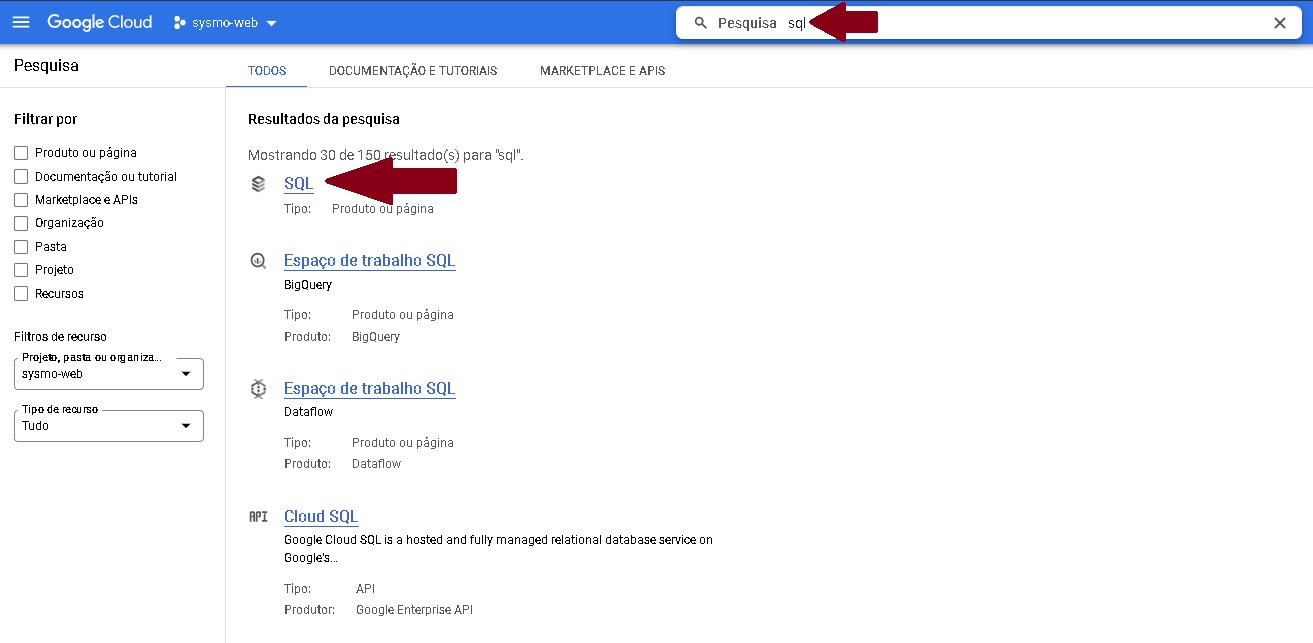 Google Cloud sysmo-web Pesquisa sql
Pesquisa
TODOS DOCUMENTAÇÃO E TUTORIAIS MARKETPLACE E APIS
Filtrar por
Produto ou página
Documentação ou tutorial
Marketplace e APIs
Organização
Pasta
Projeto
Recursos
Filtros de recurso
Projeto, pasta ou organiza...
sysmo-web
Tipo de recurso
Tudo
Resultados da pesquisa
Mostrando 30 de 150 resultado(s) para "sql".
SQL
Tipo: Produto ou página
Espaço de trabalho SQL
BigQuery
Tipo: Produto ou página
Produto: BigQuery
Espaço de trabalho SQL
Dataflow
Tipo: Produto ou página
Produto: Dataflow
API Cloud SQL
Google Cloud SQL is a hosted and fully managed relational database service on
Google's...
Tipo: API
Produtor: Google Enterprise API